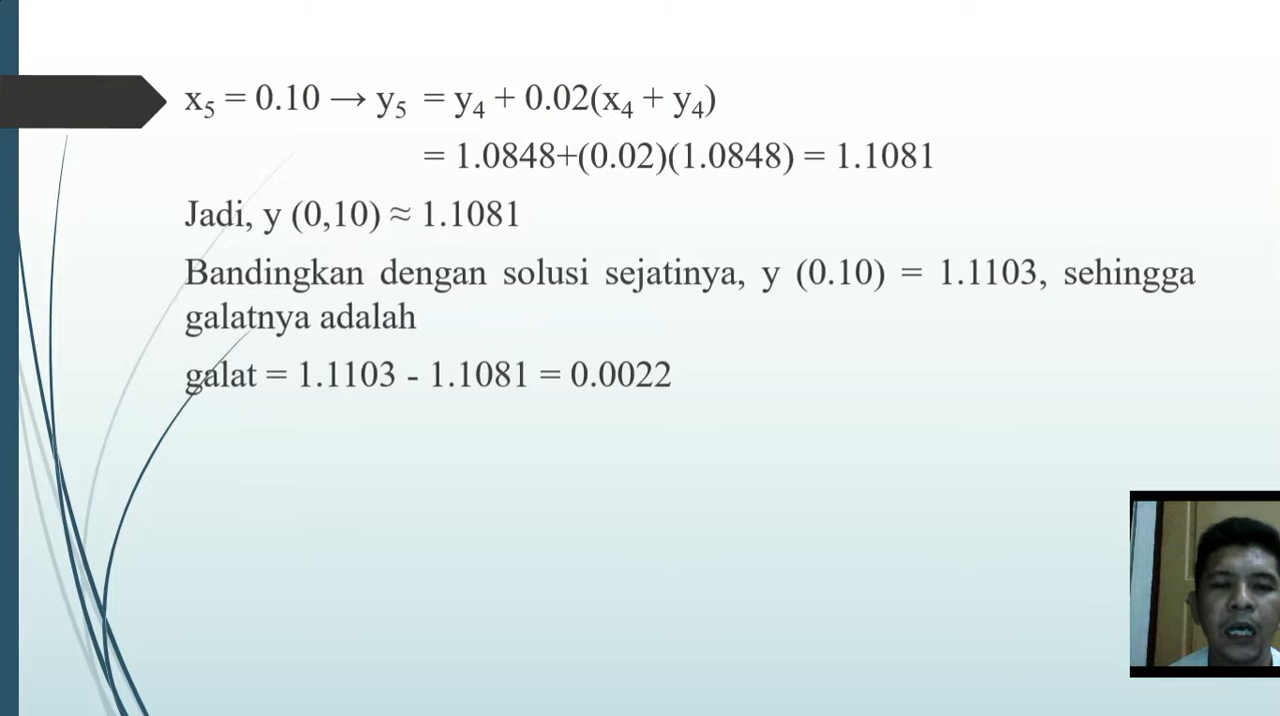 x₅ = 0.10 → y₅ = y₄ + 0.02(x₄ + y₄)
= 1.0848+(0.02)(1.0848) = 1.1081
Jadi, y (0,10) ≈ 1.1081
Bandingkan dengan solusi sejatinya, y (0.10) = 1.1103, sehingga
galatnya adalah
galat = 1.1103 - 1.1081 = 0.0022